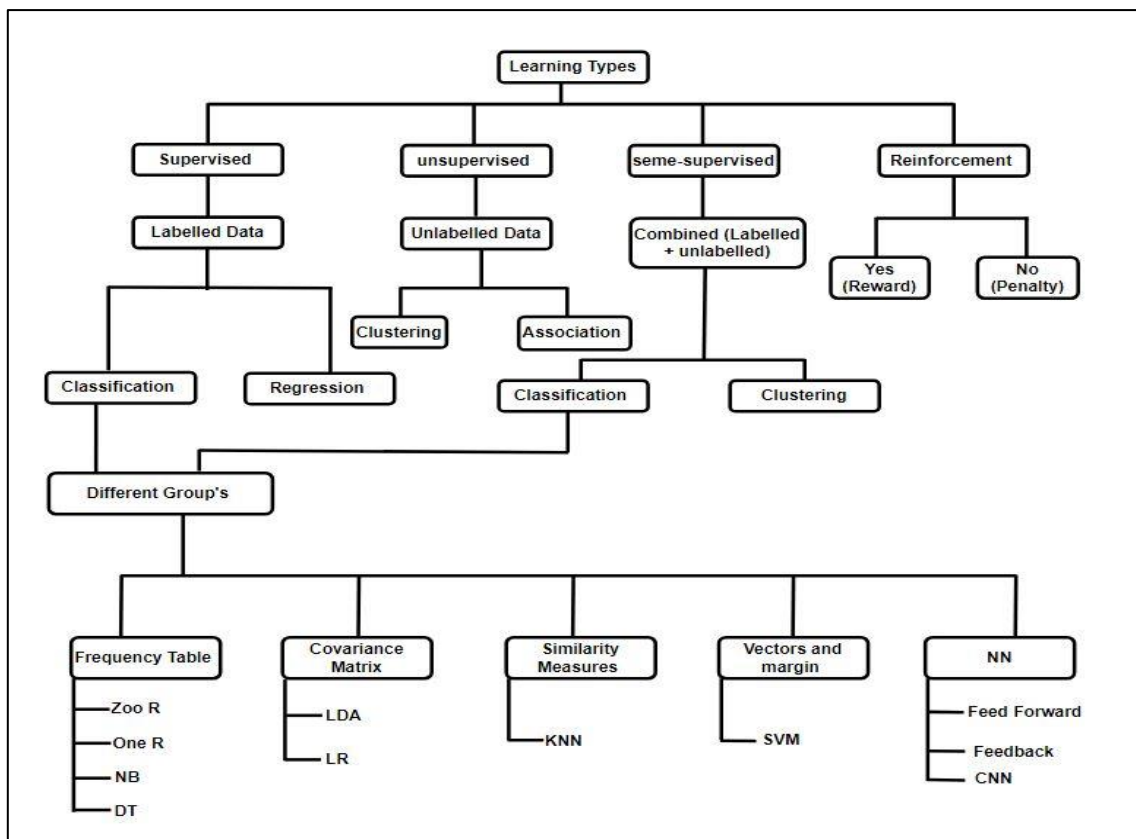 Learning Types
Supervised
unsupervised
seme-supervised
Reinforcement
Labelled Data
Unlabelled Data
Combined (Labelled
+ unlabelled)
Yes
(Reward)
No
(Penalty)
Clustering
Association
Classification
Regression
Classification
Clustering
Different Group's
Frequency Table
Covariance
Matrix
Similarity
Measures
Vectors and
margin
NN
Zoo R
One R
NB
DT
LDA
LR
KNN
SVM
Feed Forward
Feedback
CNN